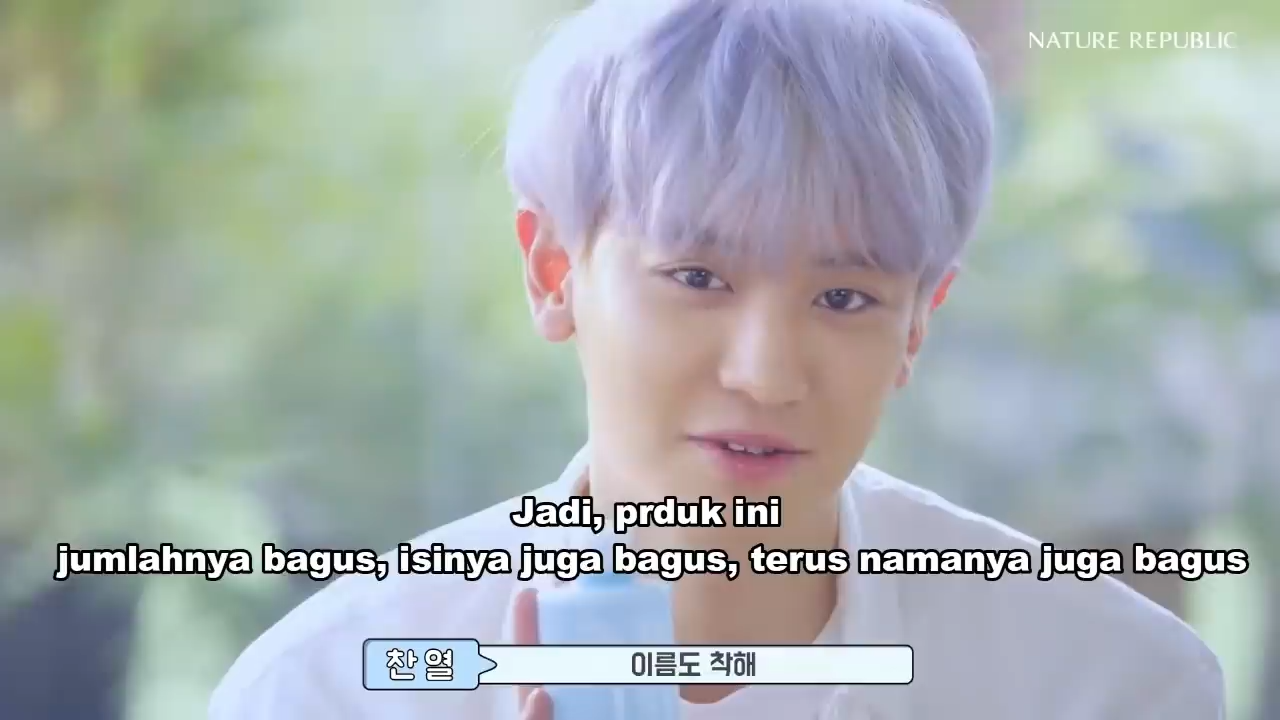 NATURE REPUBLIC
Jadi, prduk ini
jumlahnya bagus, isinya juga bagus, terus namanya juga bagus
찬열
이름도 착해